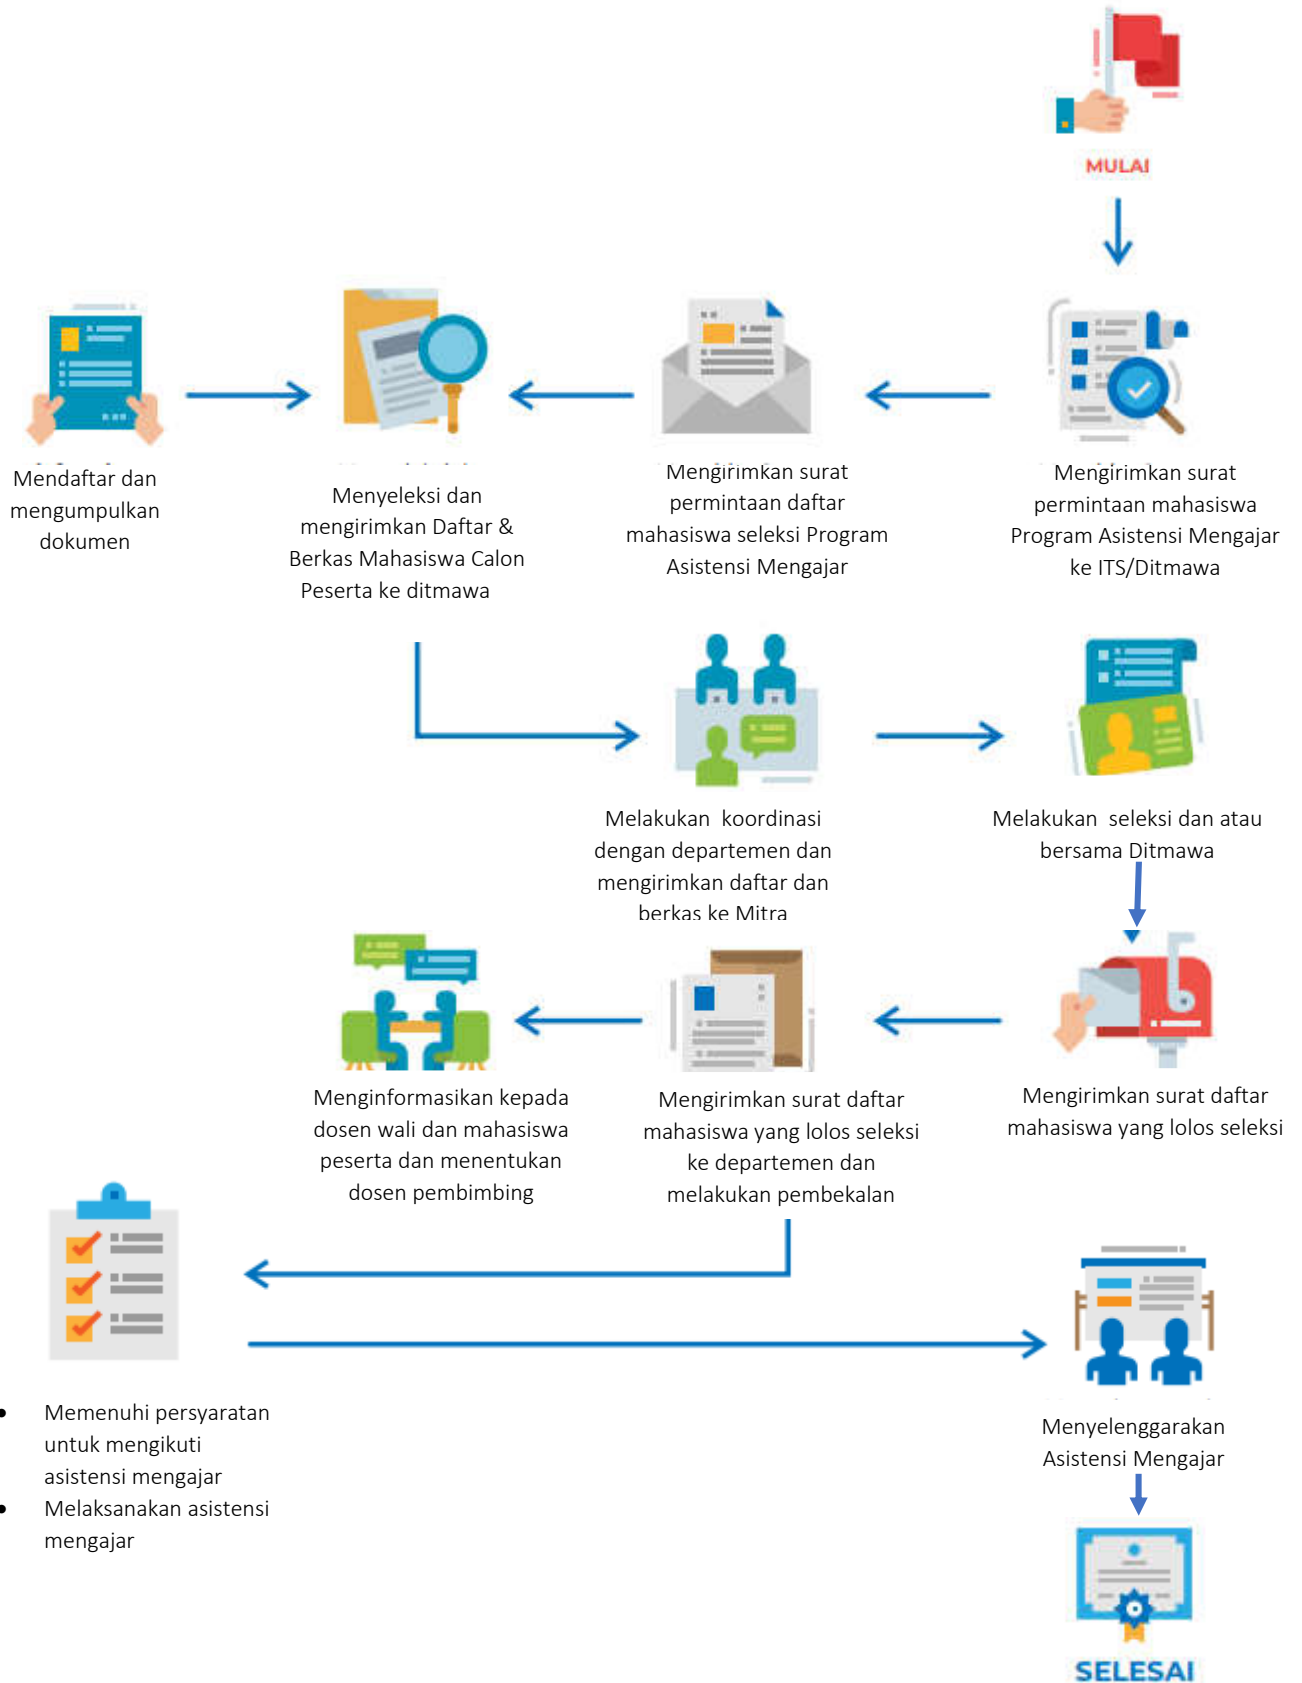 MULAI
Mendaftar dan
mengumpulkan
dokumen
Menyeleksi dan
mengirimkan Daftar &
Berkas Mahasiswa Calon
Peserta ke ditmawa
Mengirimkan surat
permintaan daftar
mahasiswa seleksi Program
Asistensi Mengajar
Mengirimkan surat
permintaan mahasiswa
Program Asistensi Mengajar
ke ITS/Ditmawa
Melakukan koordinasi
dengan departemen dan
mengirimkan daftar dan
berkas ke Mitra
Melakukan seleksi dan atau
bersama Ditmawa
Menginformasikan kepada
dosen wali dan mahasiswa
peserta dan menentukan
dosen pembimbing
Mengirimkan surat daftar
mahasiswa yang lolos seleksi
ke departemen dan
melakukan pembekalan
Mengirimkan surat daftar
mahasiswa yang lolos seleksi
• Memenuhi persyaratan
untuk mengikuti
asistensi mengajar
• Melaksanakan asistensi
mengajar
Menyelenggarakan
Asistensi Mengajar
SELESAI